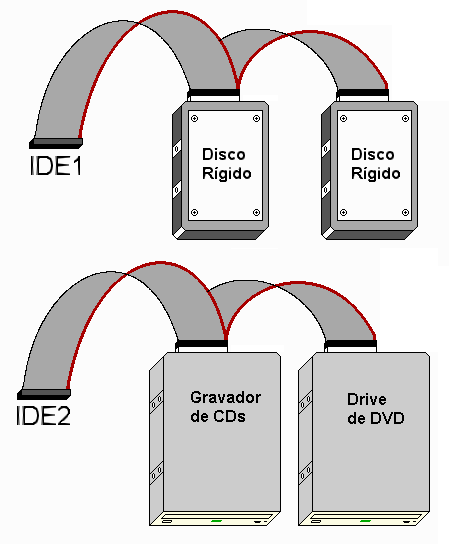 IDE1
Disco
Rígido
Disco
Rígido
IDE2
Gravador
de CDs
Drive
de DVD